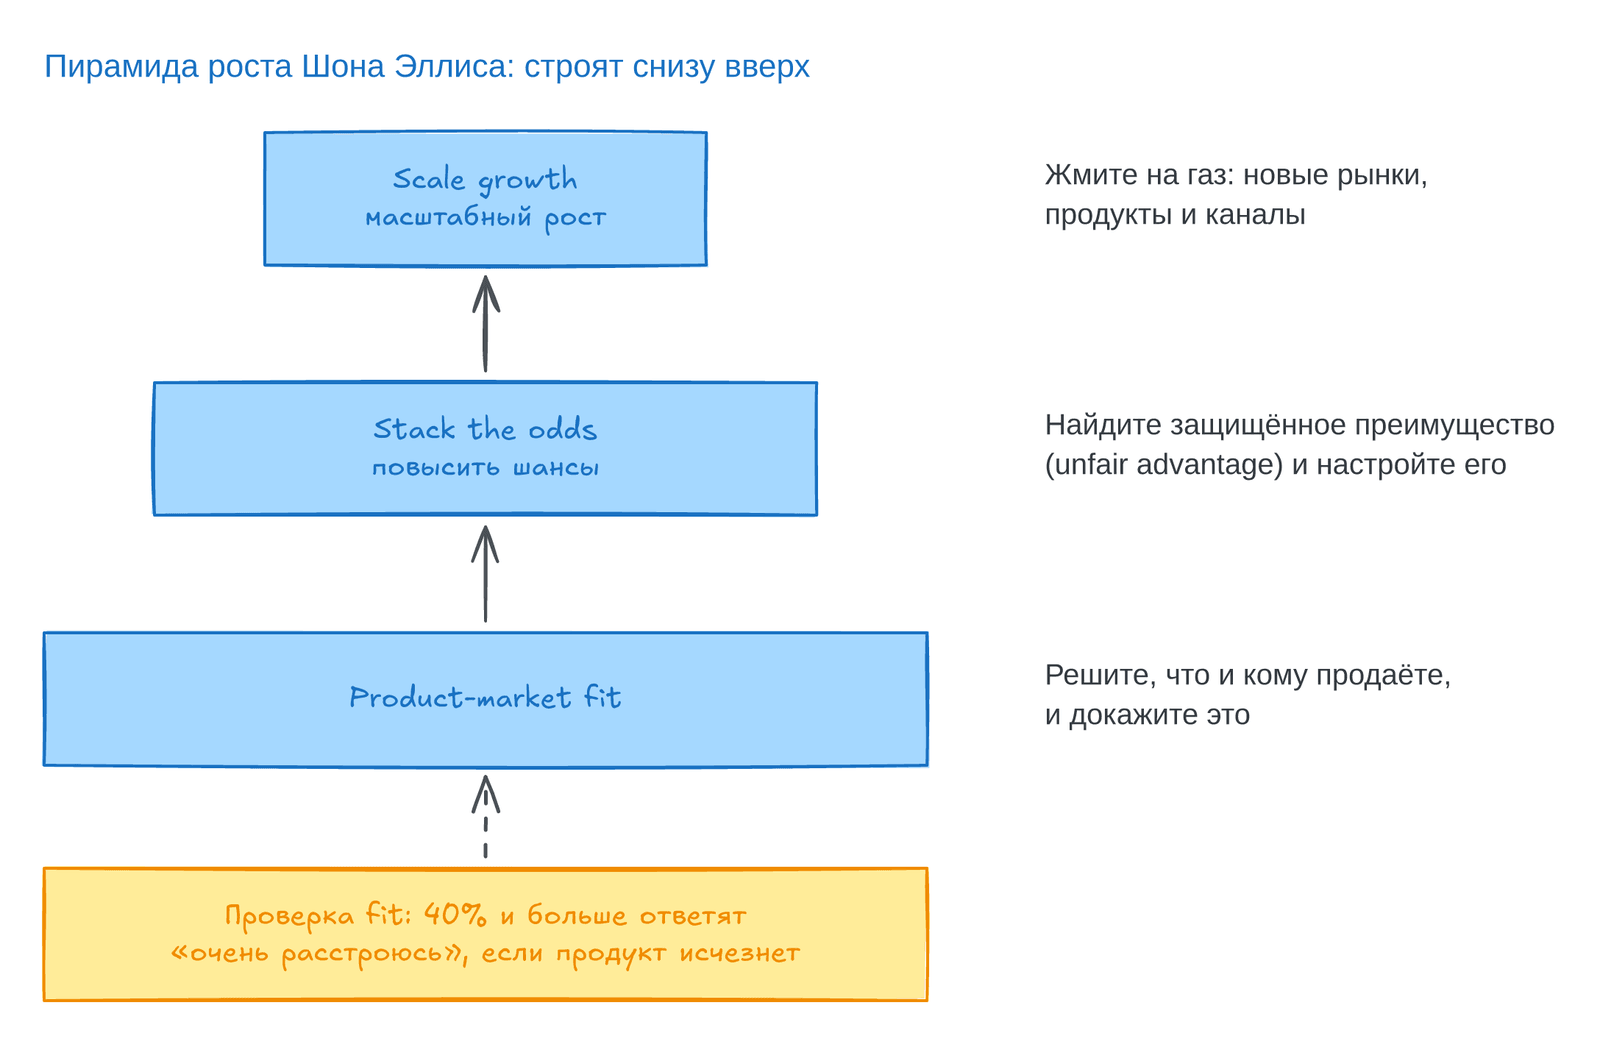 Пирамида роста Шона Эллиса: строят снизу вверх
Scale growth
масштабный рост
Жмите на газ: новые рынки,
продукты и каналы
Stack the odds
повысить шансы
Найдите защищённое преимущество
(unfair advantage) и настройте его
Product-market fit
Решите, что и кому продаёте,
и докажите это
Проверка fit: 40% и больше ответят
«очень расстроюсь», если продукт исчезнет